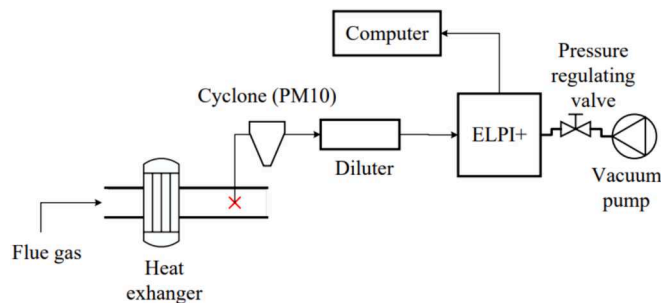 Computer
Pressure
regulating
valve
Cyclone (PM10)
ELPI+
Diluter
Vacuum
pump
Flue gas
Heat
exhanger